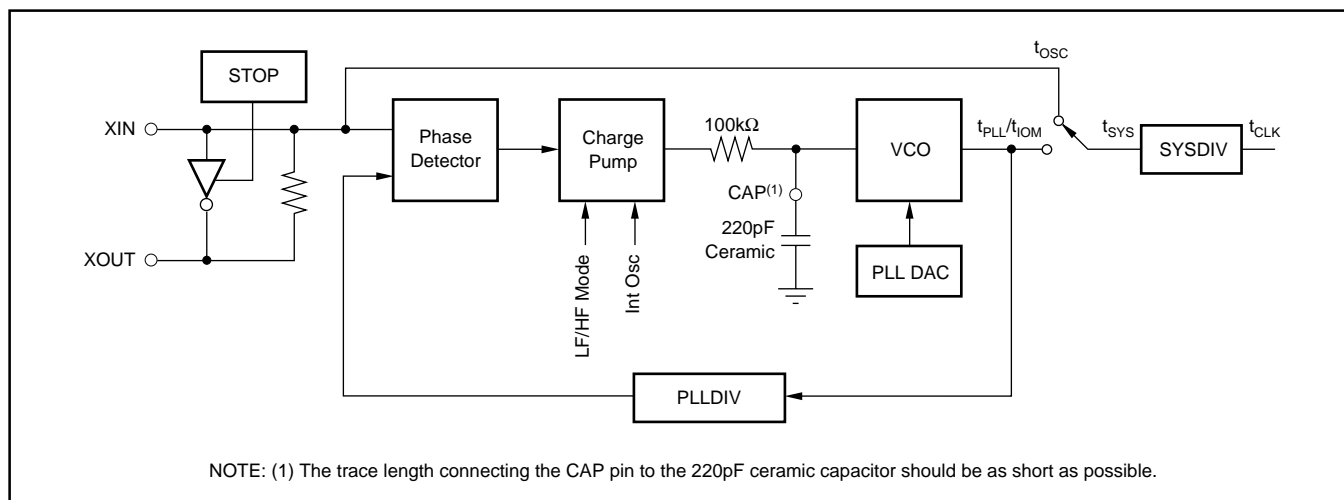 STOP
XIN
XOUT
Phase
Detector
Charge
Pump
100kΩ
CAP(1)
220pF
Ceramic
VCO
PLL DAC
tOSC
tPLL/tIOM
tSYS
SYSDIV
tCLK
LF/HF Mode
Int Osc
PLLDIV
NOTE: (1) The trace length connecting the CAP pin to the 220pF ceramic capacitor should be as short as possible.